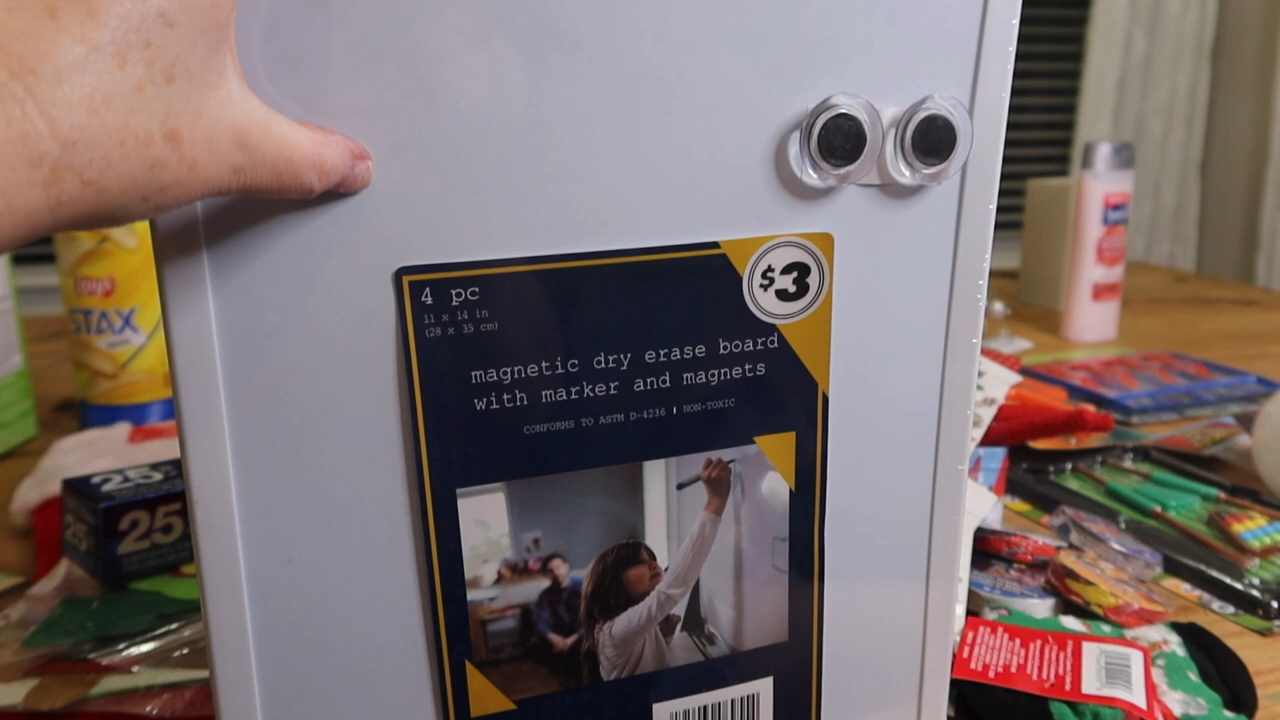 4 pc
11 x 14 in
(28 x 35 cm)
$3
magnetic dry erase board
with marker and magnets
CONFORMS TO ASTM D-4236 | NON-TOXIC
Lay's
STAX
25
25